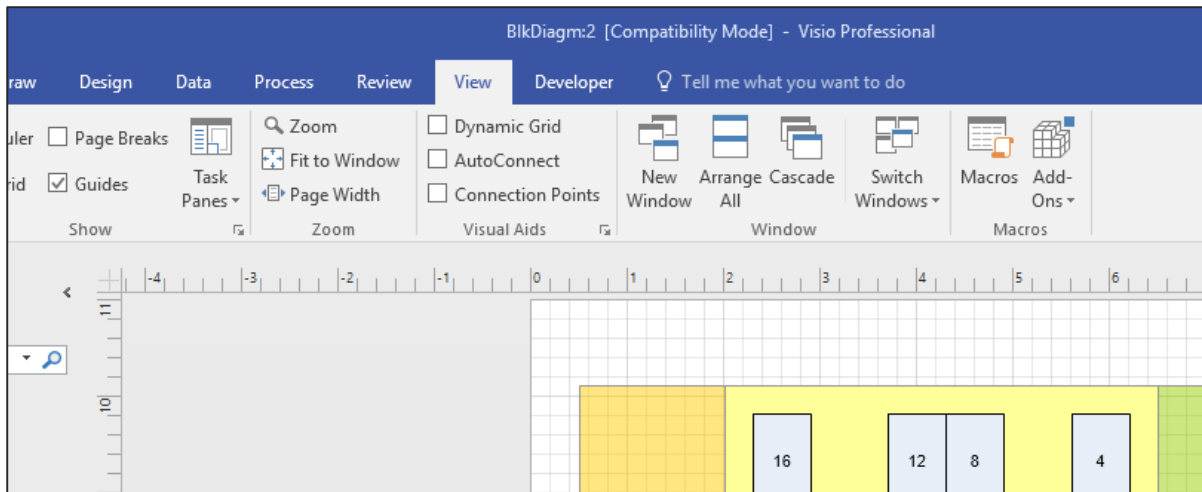 BlkDiagm:2 [Compatibility Mode] - Visio Professional
raw Design Data Process Review View Developer Tell me what you want to do
uler Page Breaks Zoom Dynamic Grid
Fit to Window AutoConnect
rid Guides Task Panes Page Width Connection Points New Window Arrange All Cascade Switch Windows Macros Add-Ons
Show Zoom Visual Aids Window Macros
-4 -3 -2 -1 0 1 2 3 4 5 6
11
10
16 12 8 4